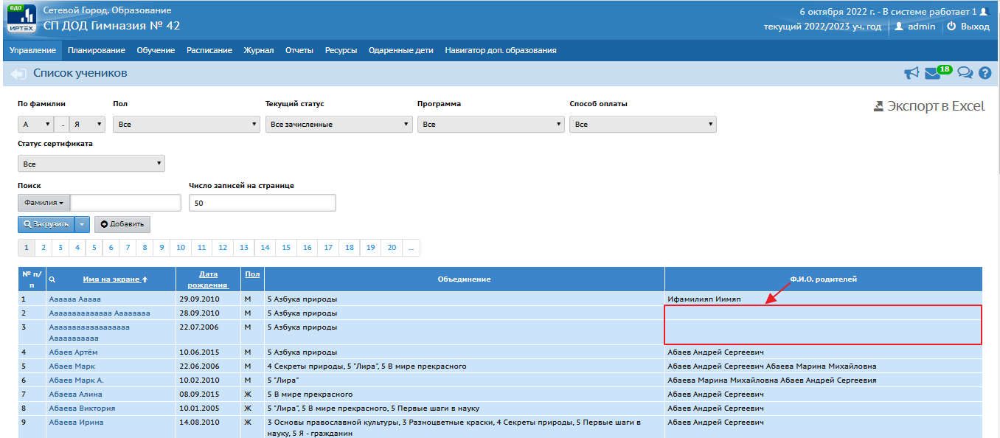 ОДО
ИРТЕХ
Сетевой Город. Образование
СП ДОД Гимназия № 42
6 октября 2022 г. - В системе работает 1
текущий 2022/2023 уч. год admin Выход
Управление Планирование Обучение Расписание Журнал Отчеты Ресурсы Одаренные дети Навигатор доп. образования
Список учеников
18 ?
По фамилии Пол Текущий статус Программа Способ оплаты
Экспорт в Excel
А - Я Все Все зачисленные Все Все
Статус сертификата
Все
Поиск Число записей на странице
Фамилия 50
Загрузить Добавить
1 2 3 4 5 6 7 8 9 10 11 12 13 14 15 16 17 18 19 20 ...
№ п/п Имя на экране Дата рождения Пол Объединение Ф.И.О. родителей
1 Аааааа Ааааа 29.09.2010 М 5 Азбука природы Ифамилияп Иимяп
2 Ааааааааааааа Аааааааа 28.09.2010 М 5 Азбука природы
3 Ааааааааааааааааа 22.07.2006 М 5 Азбука природы
Ааааааааааа
4 Абаев Артём 10.06.2015 М 5 Азбука природы Абаев Андрей Сергеевич
5 Абаев Марк 22.06.2006 М 4 Секреты природы, 5 "Лира", 5 В мире прекрасного Абаев Андрей Сергеевич Абаева Марина Михайловна
6 Абаев Марк А. 10.02.2010 М 5 "Лира" Абаева Марина Михайловна Абаев Андрей Сергеевия
7 Абаева Алина 08.09.2015 Ж 5 В мире прекрасного Абаев Андрей Сергеевич
8 Абаева Виктория 10.01.2005 Ж 5 "Лира", 5 В мире прекрасного, 5 Первые шаги в науку Абаев Андрей Сергеевич
9 Абаева Ирина 14.08.2010 Ж 3 Основы православной культуры, 3 Разноцветные краски, 4 Секреты природы, 5 Первые шаги в Абаев Андрей Сергеевич
науку, 5 Я - гражданин